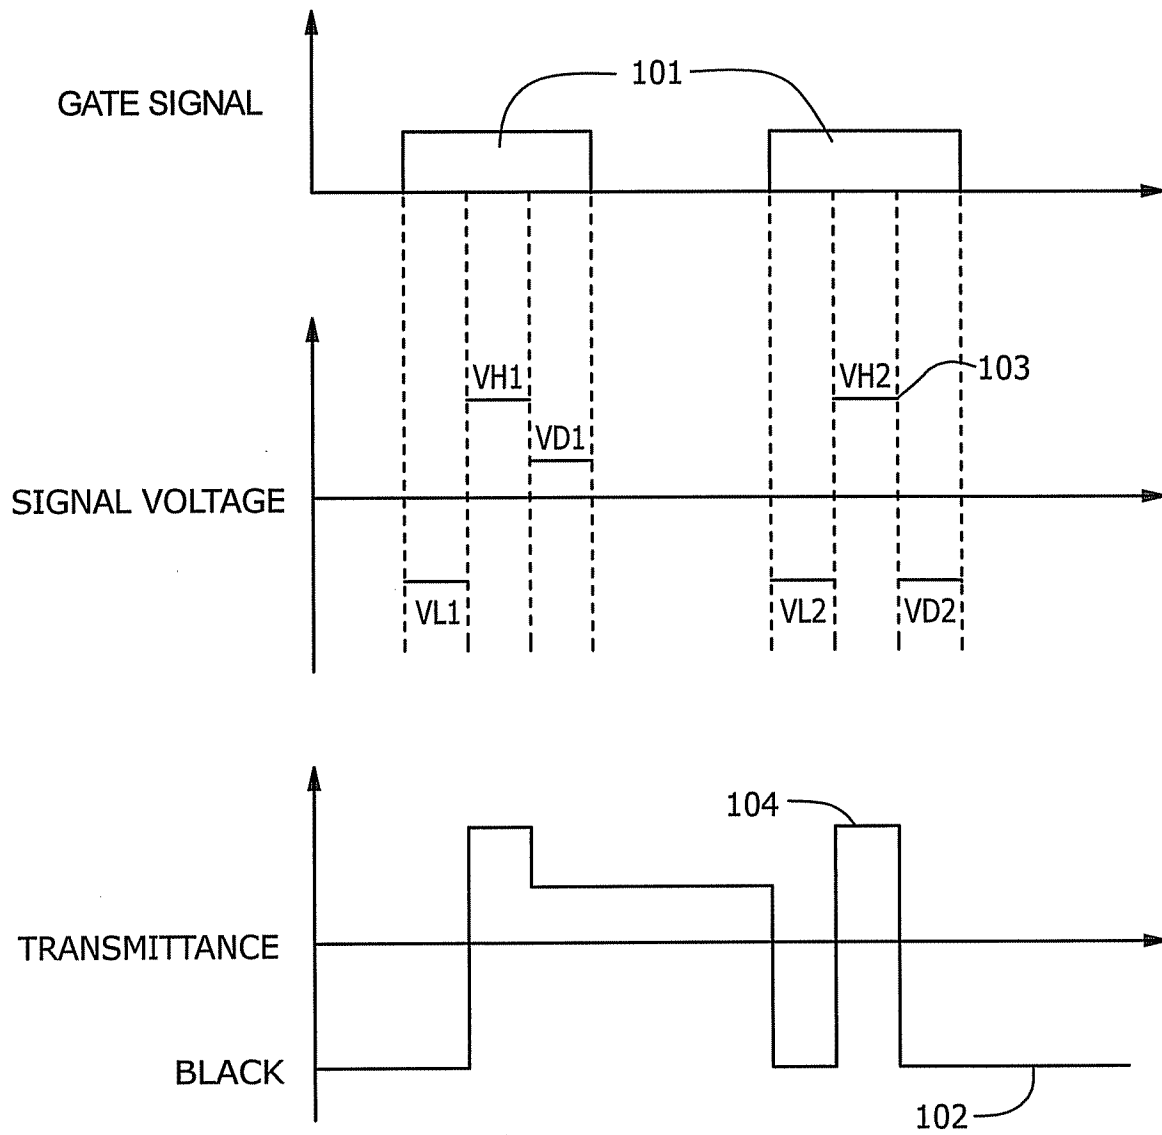 101
GATE SIGNAL
VH1
VH2
103
VD1
SIGNAL VOLTAGE
VL1
VL2
VD2
104
TRANSMITTANCE
BLACK
102